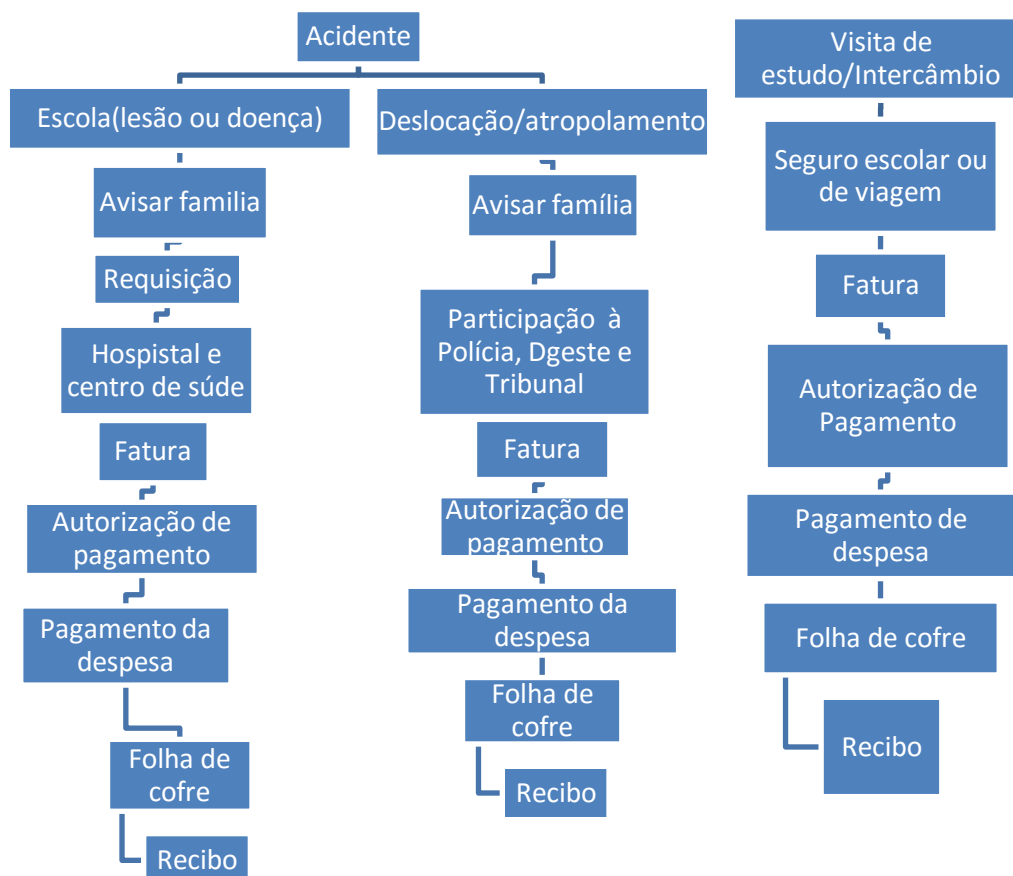 Acidente
Escola(lesão ou doença)
Avisar familia
Requisição
Hospistal e
centro de súde
Fatura
Autorização de
pagamento
Pagamento da
despesa
Folha de
cofre
Recibo
Deslocação/atropolamento
Avisar família
Participação à
Polícia, Dgeste e
Tribunal
Fatura
Autorização de
pagamento
Pagamento da
despesa
Folha de
cofre
Recibo
Visita de
estudo/Intercâmbio
Seguro escolar ou
de viagem
Fatura
Autorização de
Pagamento
Pagamento de
despesa
Folha de cofre
Recibo